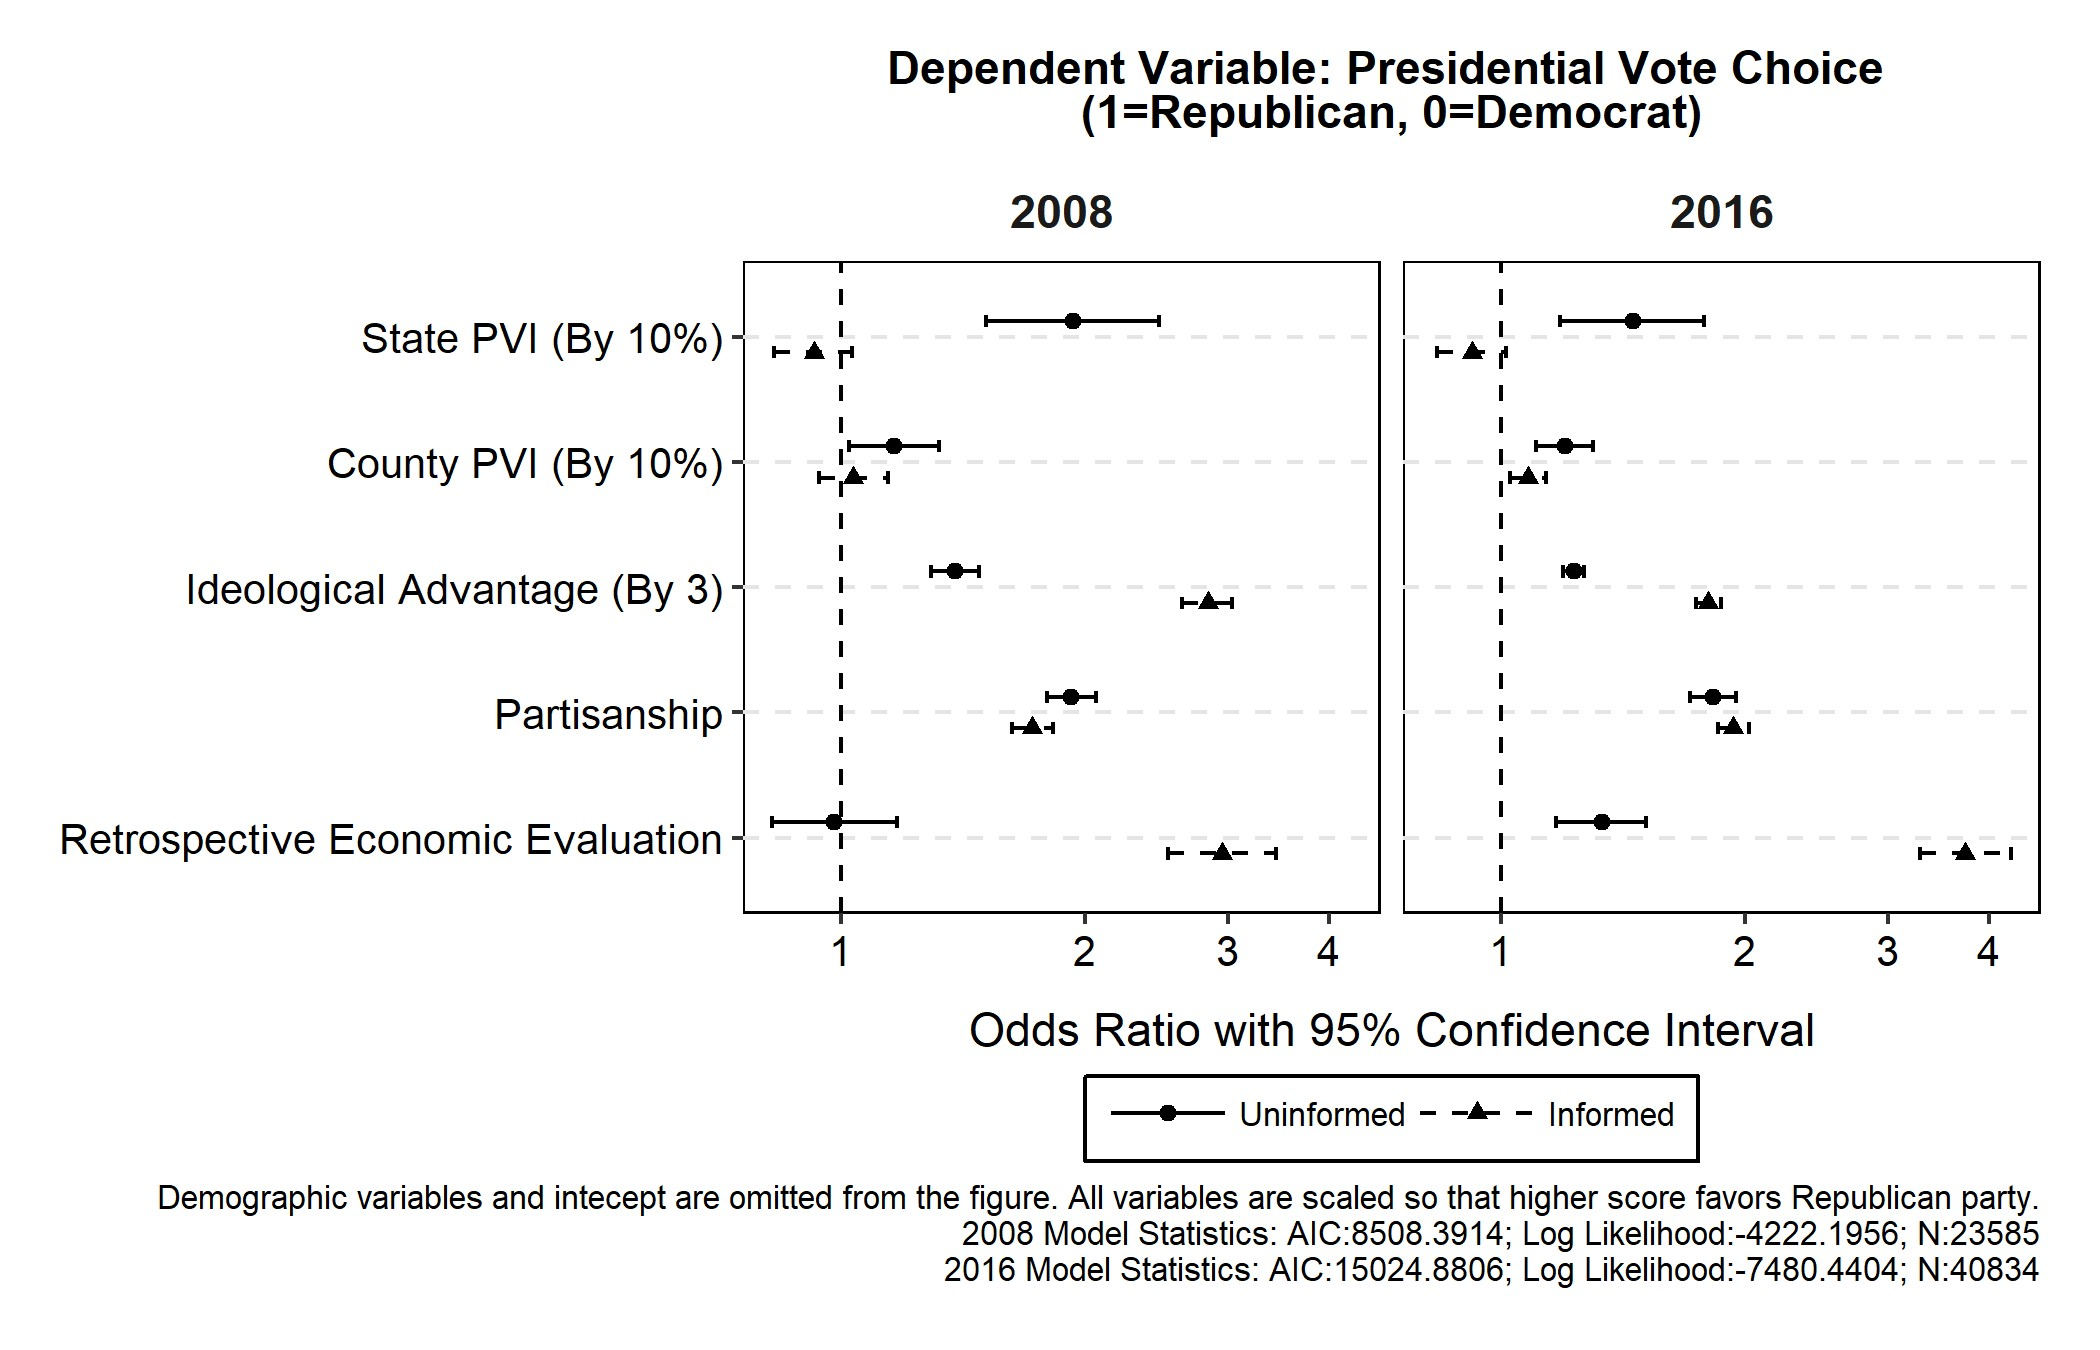 Dependent Variable: Presidential Vote Choice
(1=Republican, 0=Democrat)
2008
2016
State PVI (By 10%)
County PVI (By 10%)
Ideological Advantage (By 3)
Partisanship
Retrospective Economic Evaluation
1 2 3 4
1 2 3 4
Odds Ratio with 95% Confidence Interval
Uninformed Informed
Demographic variables and intecept are omitted from the figure. All variables are scaled so that higher score favors Republican party.
2008 Model Statistics: AIC:8508.3914; Log Likelihood:-4222.1956; N:23585
2016 Model Statistics: AIC:15024.8806; Log Likelihood:-7480.4404; N:40834